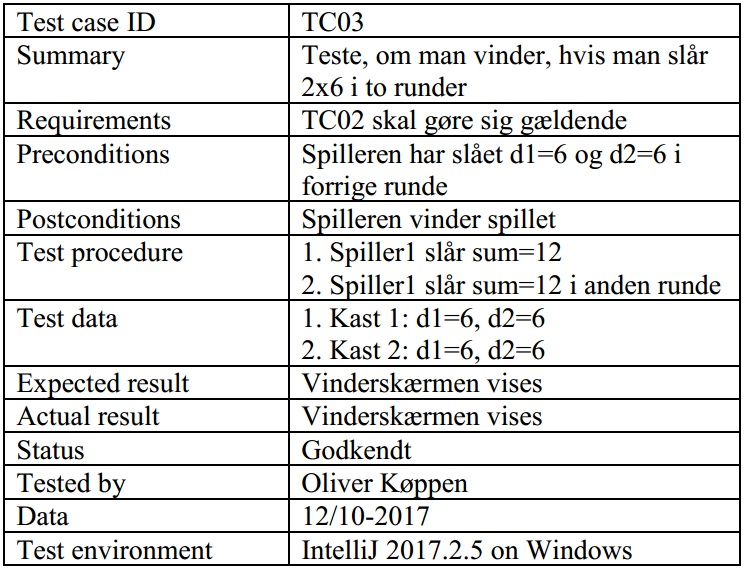 Test case ID TC03
Summary Teste, om man vinder, hvis man slår
2x6 i to runder
Requirements TC02 skal gøre sig gældende
Preconditions Spilleren har slået d1=6 og d2=6 i
forrige runde
Postconditions Spilleren vinder spillet
Test procedure 1. Spiller1 slår sum=12
2. Spiller1 slår sum=12 i anden runde
Test data 1. Kast 1: d1=6, d2=6
2. Kast 2: d1=6, d2=6
Expected result Vinderskærmen vises
Actual result Vinderskærmen vises
Status Godkendt
Tested by Oliver Køppen
Data 12/10-2017
Test environment IntelliJ 2017.2.5 on Windows